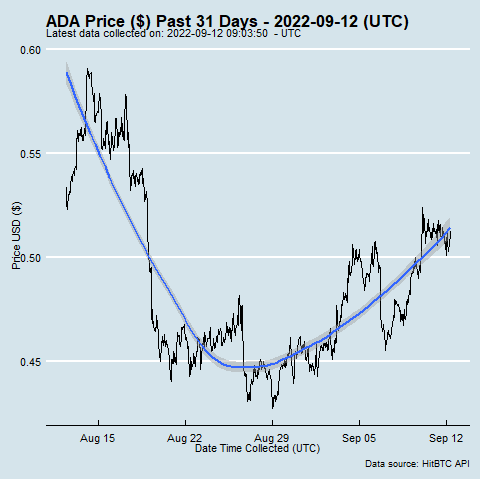 ADA Price ($) Past 31 Days - 2022-09-12 (UTC)
Latest data collected on: 2022-09-12 09:03:50  - UTC
0.60
0.55
0.50
0.45
Price USD ($)
Aug 15
Aug 22
Aug 29
Sep 05
Sep 12
Date Time Collected (UTC)
Data source: HitBTC API